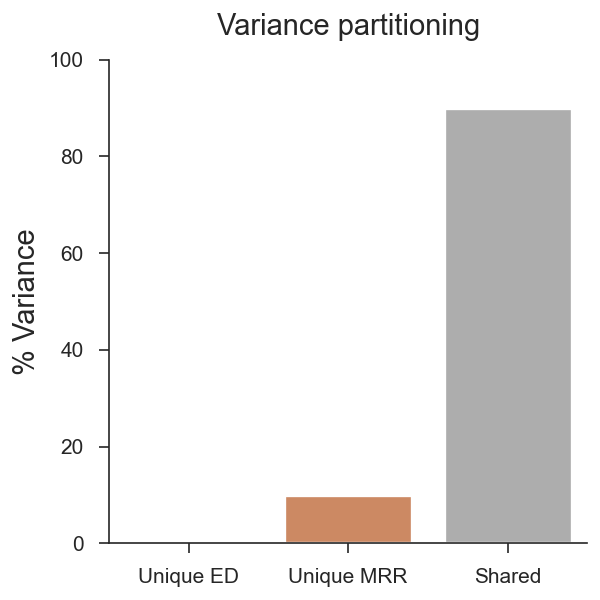 Variance partitioning
% Variance
100
80
60
40
20
0
Unique ED
Unique MRR
Shared